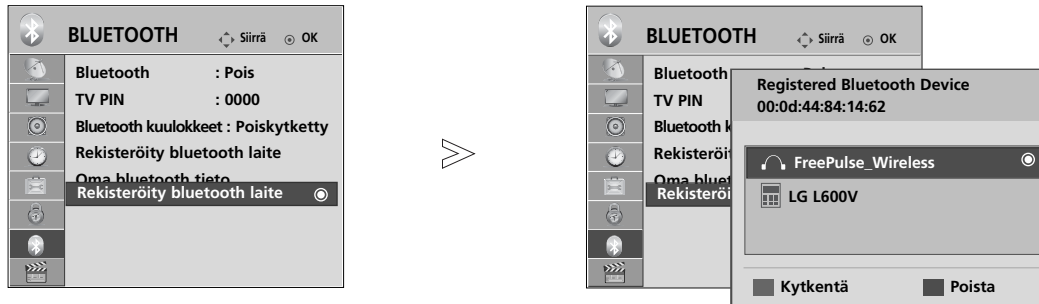 BLUETOOTH Siirrä OK
Bluetooth : Pois
TV PIN : 0000
Bluetooth kuulokkeet : Poiskytketty
Rekisteröity bluetooth laite
Oma bluetooth tieto
Rekisteröity bluetooth laite
BLUETOOTH Siirrä OK
Bluetooth
TV PIN
Bluetooth k
Rekisteröit
Oma bluet
Rekisteröi
Registered Bluetooth Device
00:0d:44:84:14:62
FreePulse_Wireless
LG L600V
Kytkentä Poista